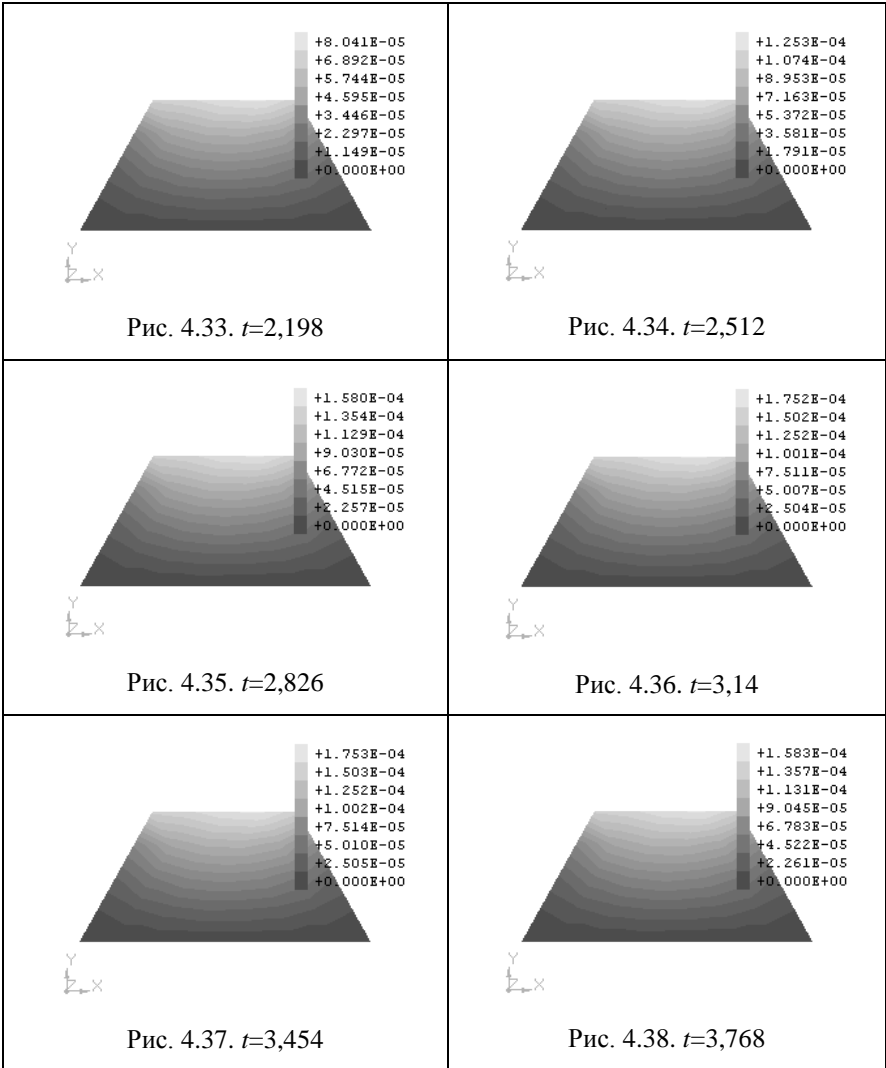 +8.041E-05
+6.892E-05
+5.744E-05
+4.595E-05
+3.446E-05
+2.297E-05
+1.149E-05
+0.000E+00
Y
Z X
Рис. 4.33. t=2,198
+1.253E-04
+1.074E-04
+8.953E-05
+7.163E-05
+5.372E-05
+3.581E-05
+1.791E-05
+0.000E+00
Y
Z X
Рис. 4.34. t=2,512
+1.580E-04
+1.354E-04
+1.129E-04
+9.030E-05
+6.772E-05
+4.515E-05
+2.257E-05
+0.000E+00
Y
Z X
Рис. 4.35. t=2,826
+1.752E-04
+1.502E-04
+1.252E-04
+1.001E-04
+7.511E-05
+5.007E-05
+2.504E-05
+0.000E+00
Y
Z X
Рис. 4.36. t=3,14
+1.753E-04
+1.503E-04
+1.252E-04
+1.002E-04
+7.514E-05
+5.010E-05
+2.505E-05
+0.000E+00
Y
Z X
Рис. 4.37. t=3,454
+1.583E-04
+1.357E-04
+1.131E-04
+9.045E-05
+6.783E-05
+4.522E-05
+2.261E-05
+0.000E+00
Y
Z X
Рис. 4.38. t=3,768